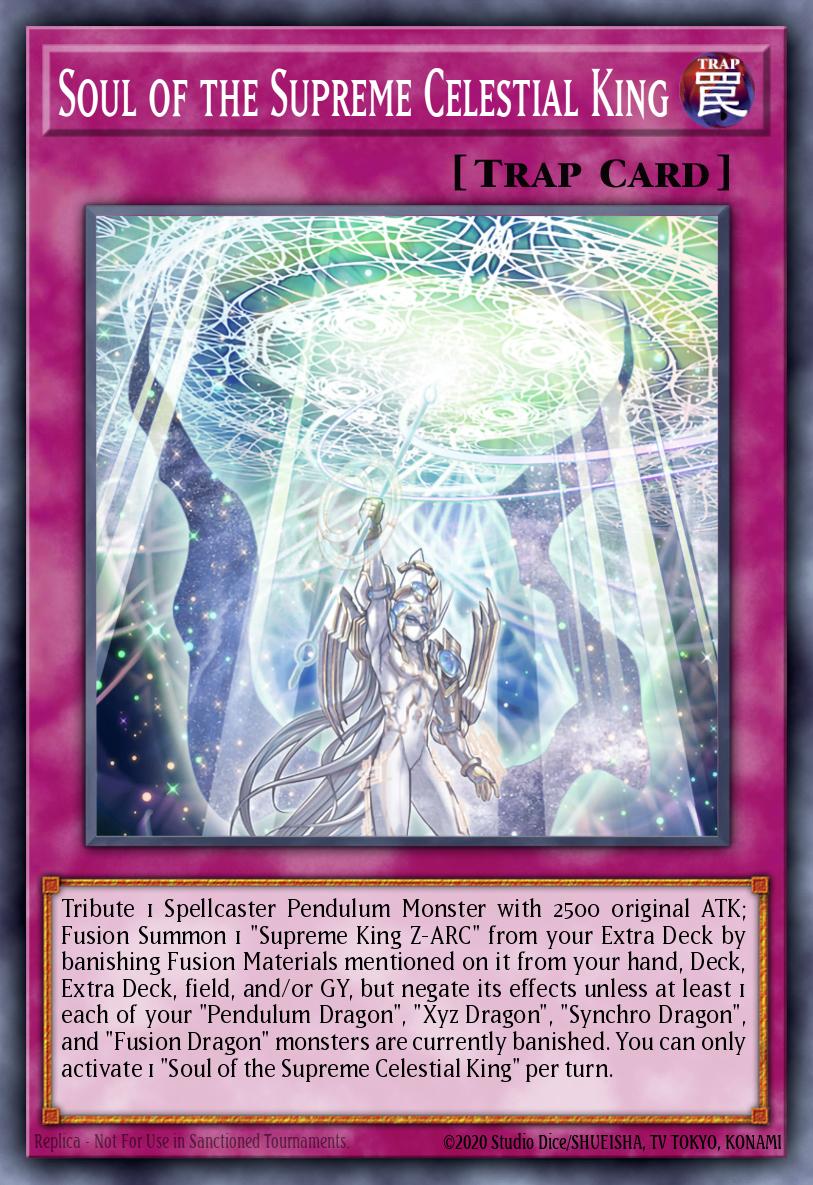 Soul of the Supreme Celestial King
TRAP
罠
[Trap Card]
Tribute 1 Spellcaster Pendulum Monster with 2500 original ATK;
Fusion Summon 1 "Supreme King Z-ARC" from your Extra Deck by
banishing Fusion Materials mentioned on it from your hand, Deck,
Extra Deck, field, and/or GY, but negate its effects unless at least 1
each of your "Pendulum Dragon", "Xyz Dragon", "Synchro Dragon",
and "Fusion Dragon" monsters are currently banished. You can only
activate 1 "Soul of the Supreme Celestial King" per turn.
Replica - Not For Use in Sanctioned Tournaments.
©2020 Studio Dice/SHUEISHA, TV TOKYO, KONAMI